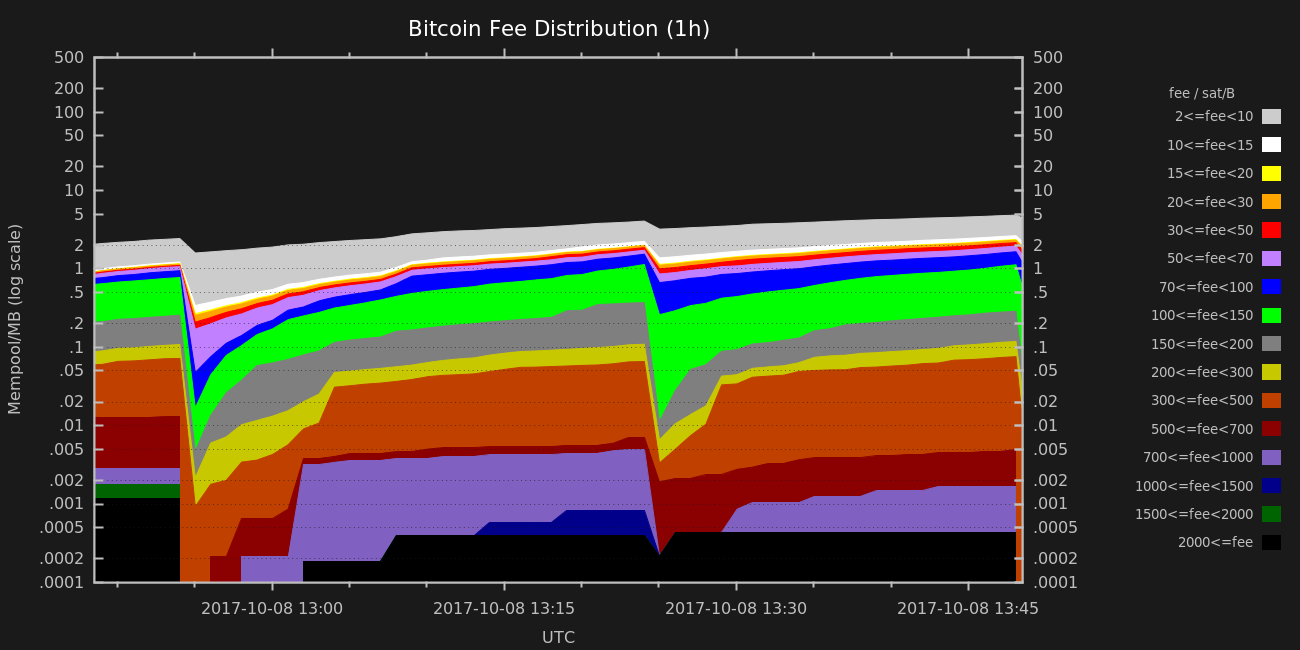 Bitcoin Fee Distribution (1h)
Mempool/MB (log scale)
500
200
100
50
20
10
5
2
1
.5
.2
.1
.05
.02
.01
.005
.002
.001
.0005
.0002
.0001
500
200
100
50
20
10
5
2
1
.5
.2
.1
.05
.02
.01
.005
.002
.001
.0005
.0002
.0001
2017-10-08 13:00
2017-10-08 13:15
2017-10-08 13:30
2017-10-08 13:45
UTC
fee / sat/B
2<=fee<10
10<=fee<15
15<=fee<20
20<=fee<30
30<=fee<50
50<=fee<70
70<=fee<100
100<=fee<150
150<=fee<200
200<=fee<300
300<=fee<500
500<=fee<700
700<=fee<1000
1000<=fee<1500
1500<=fee<2000
2000<=fee